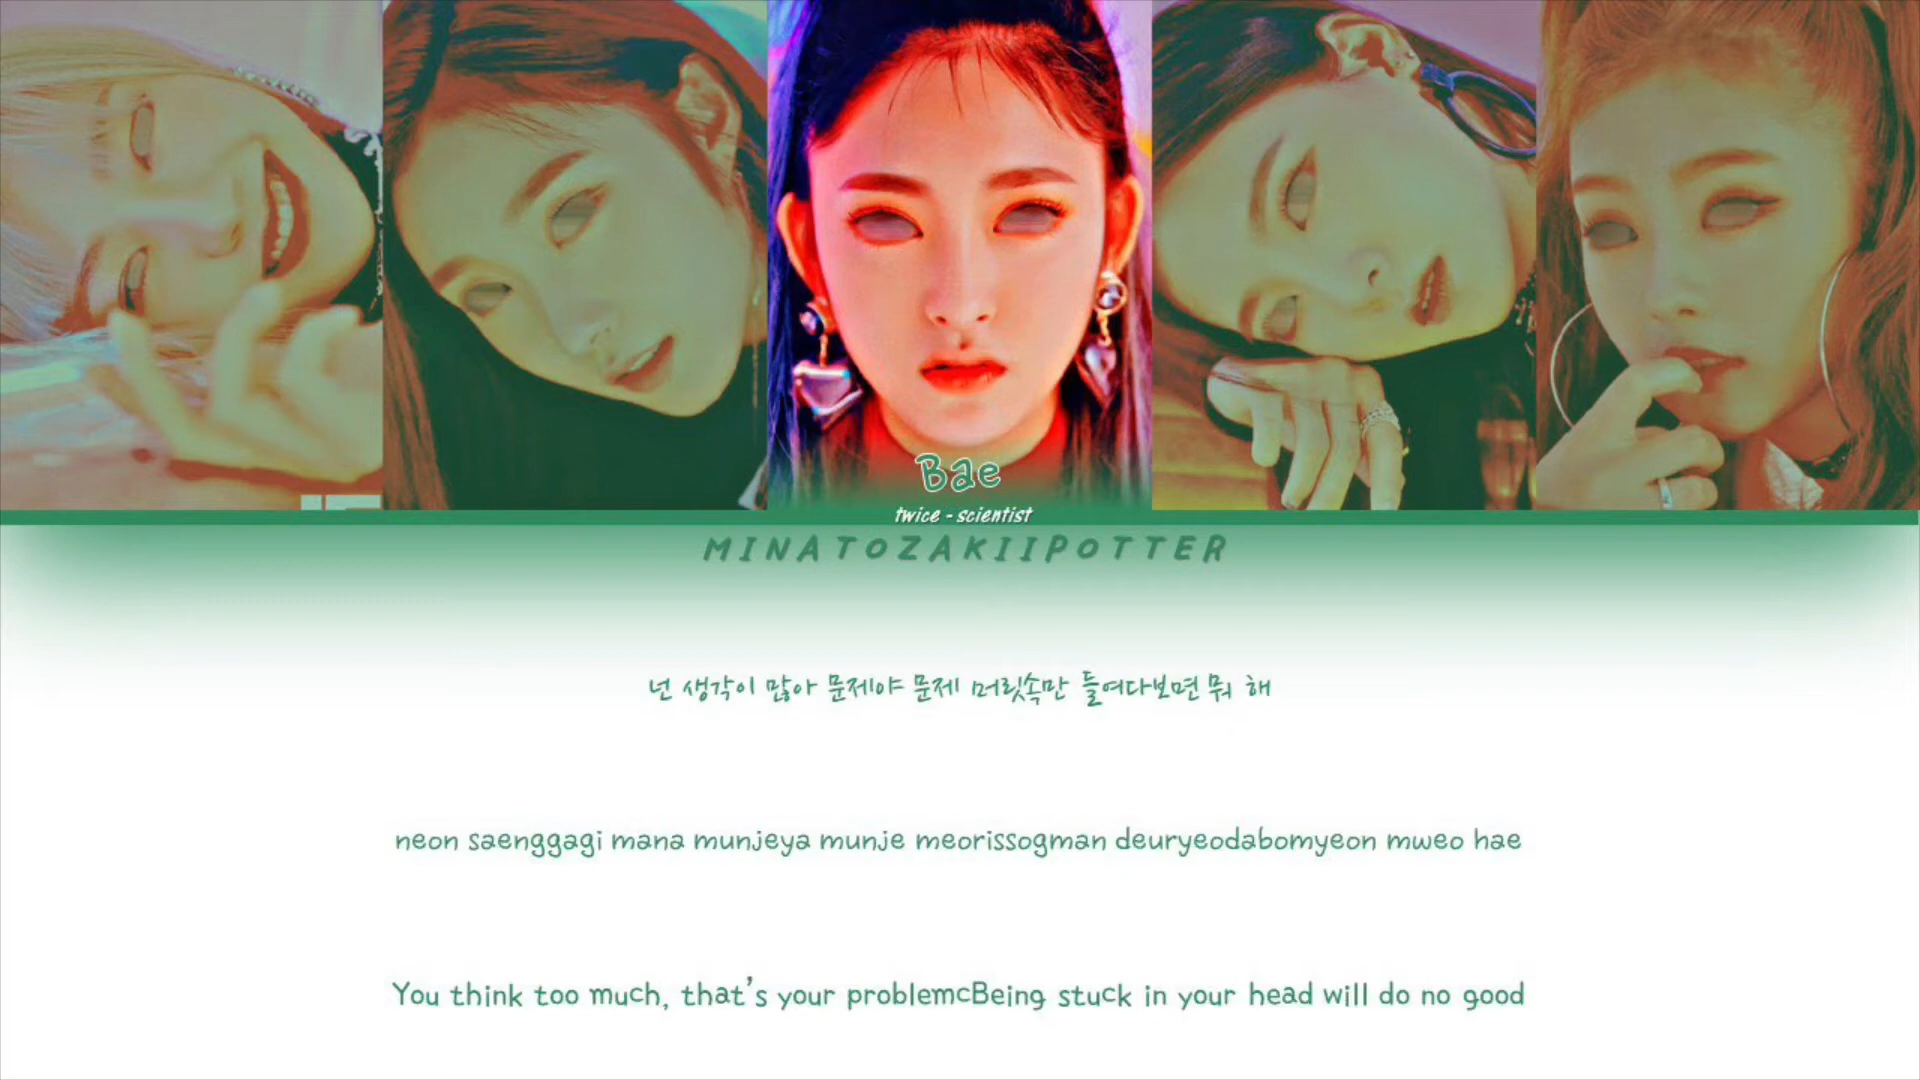 Bae
twice - scientist
MINATOZAKIIPOTTER
넌 생각이 많아 문제야 문제 머릿속만 들여다보면 뭐 해
neon saenggagi mana munjeya munje meorissogman deuryeodabomyeon mweo hae
You think too much, that's your problemcBeing stuck in your head will do no good